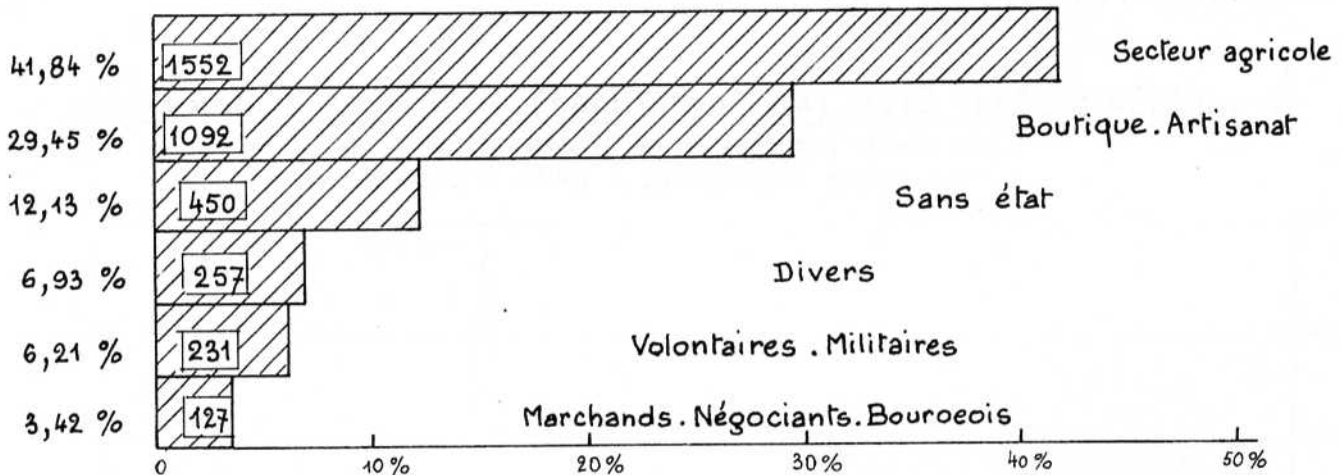 41,84 % 1552 Secteur agricole
29,45 % 1092 Boutique.Artisanat
12,13 % 450 Sans état
6,93 % 257 Divers
6,21 % 231 Volontaires . Militaires
3,42 % 127 Marchands.Négociants.Bouroeois
0 10% 20% 30% 40% 50%